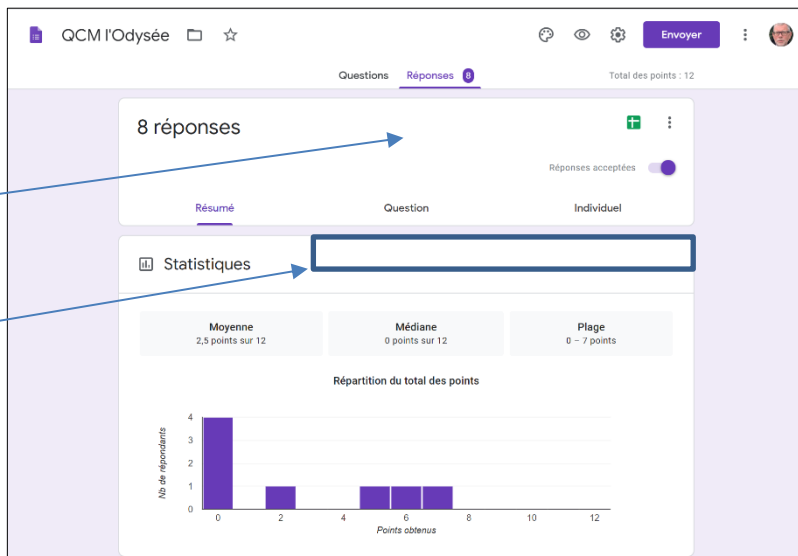 QCM l'Odysée
Envoyer
Questions Réponses 8 Total des points : 12
8 réponses
Réponses acceptées
Résumé Question Individuel
Statistiques
Moyenne Médiane Plage
2,5 points sur 12 0 points sur 12 0 – 7 points
Répartition du total des points
Nb de répondants
4
3
2
1
0
0 2 4 6 8 10 12
Points obtenus